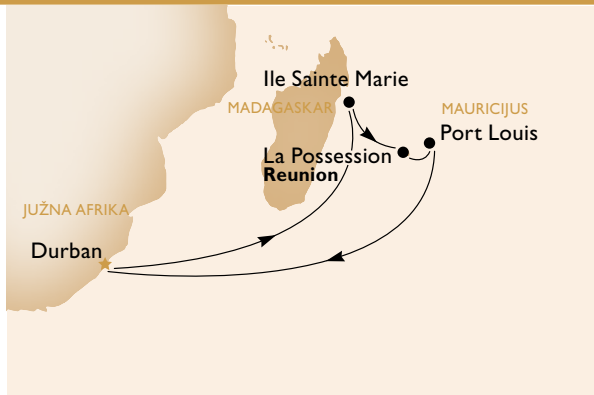 Ile Sainte Marie
MADAGASKAR
MAURICIJUS
Port Louis
La Possession
Reunion
JUŽNA AFRIKA
Durban